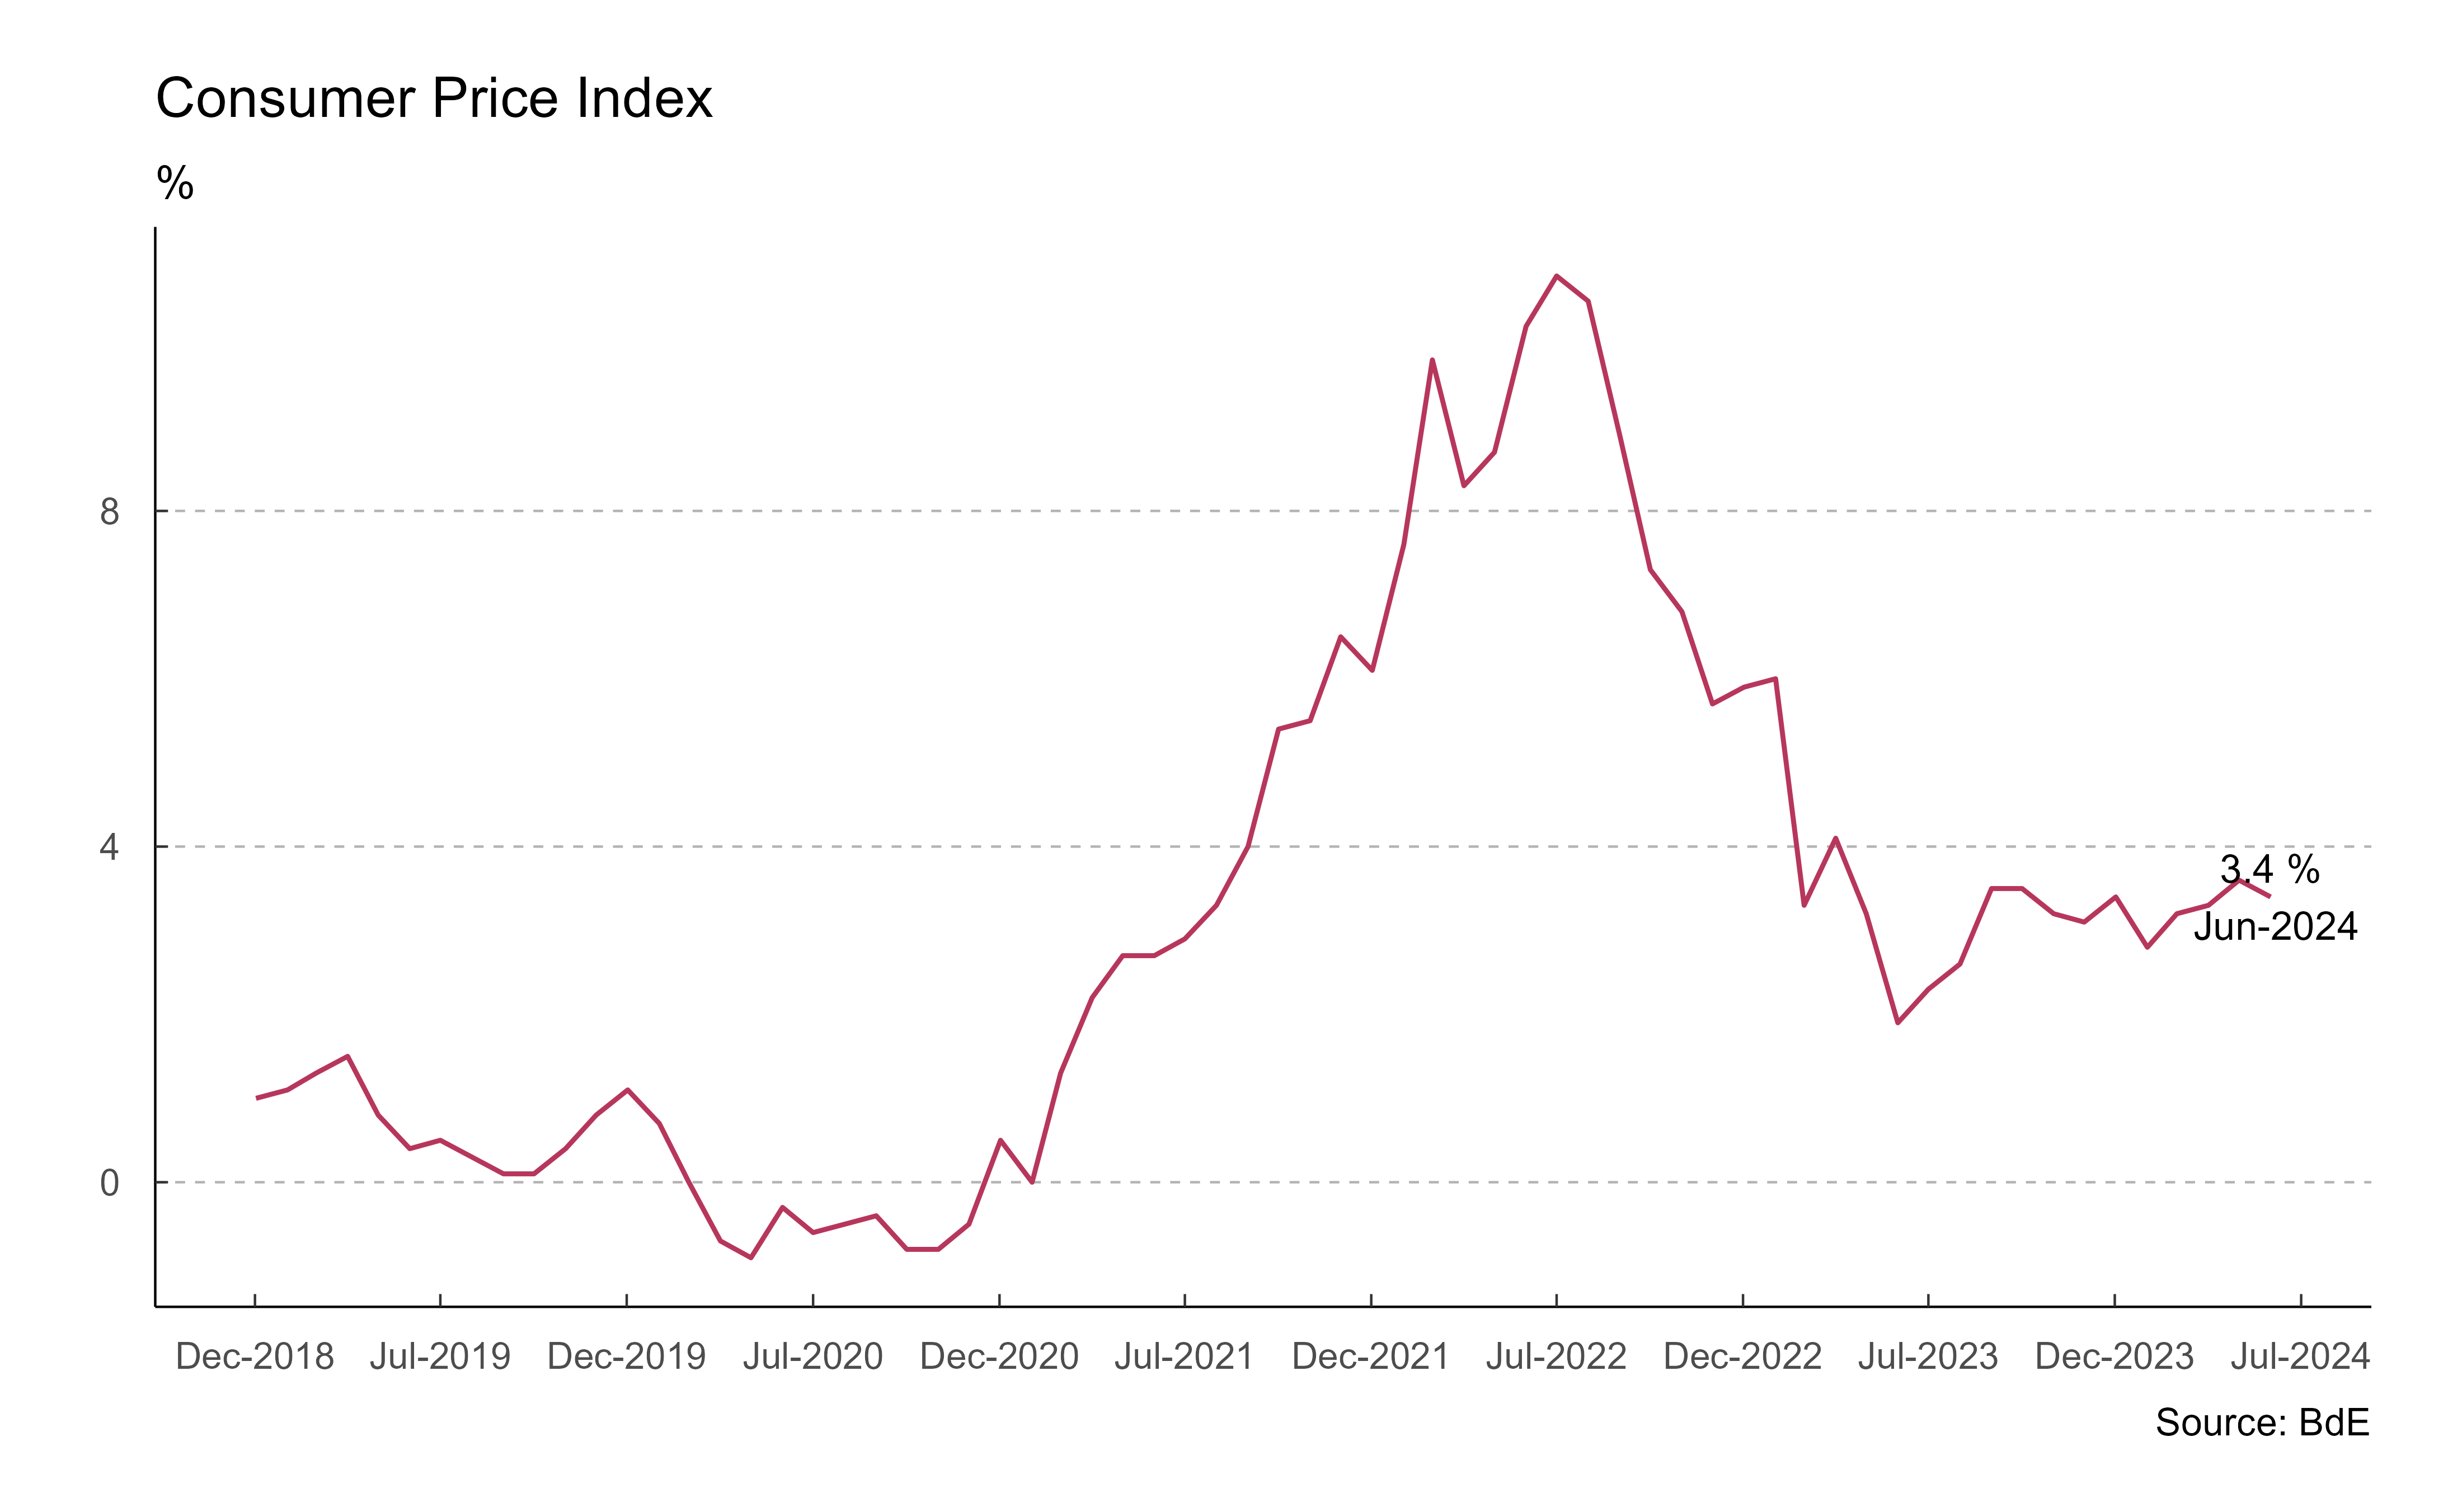 Consumer Price Index
%
8
4
3.4 %
Jun-2024
0
Dec-2018 Jul-2019 Dec-2019 Jul-2020 Dec-2020 Jul-2021 Dec-2021 Jul-2022 Dec-2022 Jul-2023 Dec-2023 Jul-2024
Source: BdE